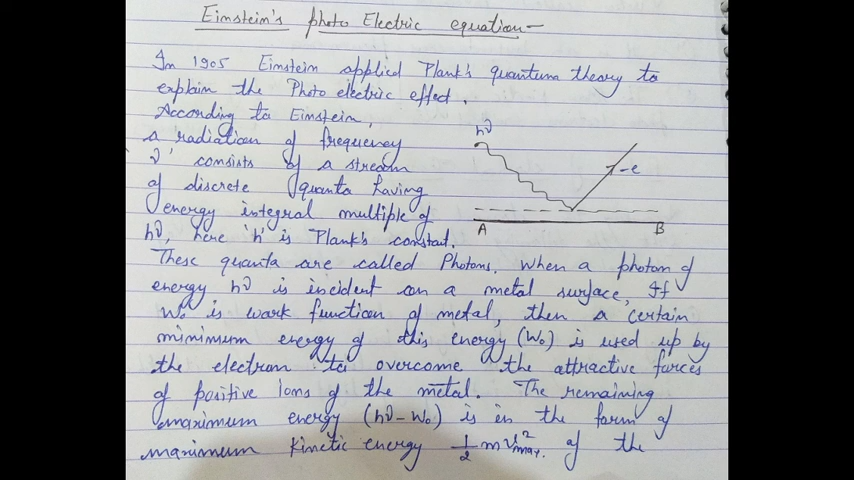 Einstein's photo Electric equation-
In 1905 Einstein applied Plank's quantum theory to
explain the Photo electric effect.
According to Einstein,
a radiation of frequency
hν
'ν' consists of a stream
-e
of discrete quanta having
energy integral multiple of
A B
hν, here 'h' is Plank's constant.
These quanta are called Photons. When a photon of
energy hν is incident on a metal surface, If
W₀ is work function of metal, then a certain
minimum energy of this energy (W₀) is used up by
the electron to overcome the attractive forces
of positive ions of the metal. The remaining
maximum energy (hν-W₀) is in the form of
maximum kinetic energy 1/2 mv²max. of the